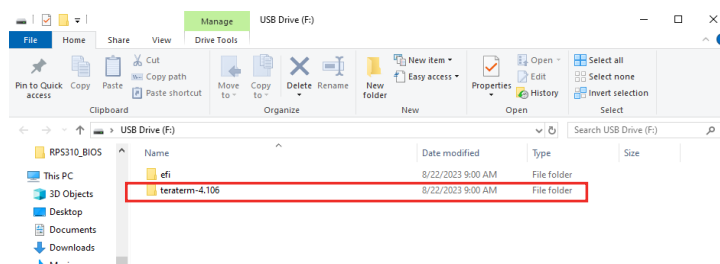 Manage
USB Drive (F:)
File
Home
Share
View
Drive Tools
Pin to Quick access
Copy
Paste
Cut
Copy path
Paste shortcut
Clipboard
Move to
Copy to
Delete
Rename
Organize
New folder
New item
Easy access
New
Properties
Open
Edit
History
Open
Select all
Select none
Invert selection
Select
USB Drive (F:)
Search USB Drive (F:)
RPS310_BIOS
This PC
3D Objects
Desktop
Documents
Downloads
Name
Date modified
Type
Size
efi
8/22/2023 9:00 AM
File folder
teraterm-4.106
8/22/2023 9:00 AM
File folder